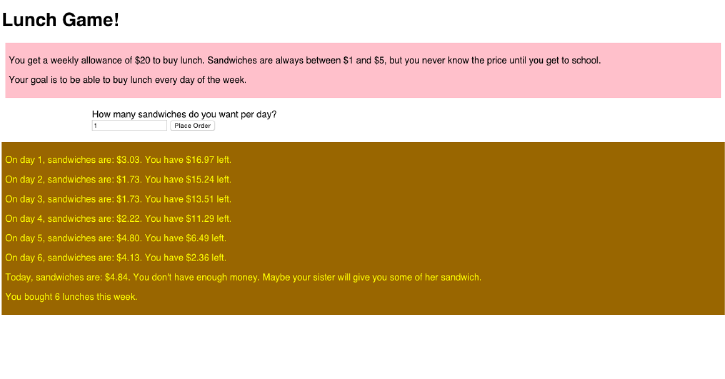 Lunch Game!
You get a weekly allowance of $20 to buy lunch. Sandwiches are always between $1 and $5, but you never know the price until you get to school.
Your goal is to be able to buy lunch every day of the week.
How many sandwiches do you want per day?
1 Place Order
On day 1, sandwiches are: $3.03. You have $16.97 left.
On day 2, sandwiches are: $1.73. You have $15.24 left.
On day 3, sandwiches are: $1.73. You have $13.51 left.
On day 4, sandwiches are: $2.22. You have $11.29 left.
On day 5, sandwiches are: $4.80. You have $6.49 left.
On day 6, sandwiches are: $4.13. You have $2.36 left.
Today, sandwiches are: $4.84. You don't have enough money. Maybe your sister will give you some of her sandwich.
You bought 6 lunches this week.